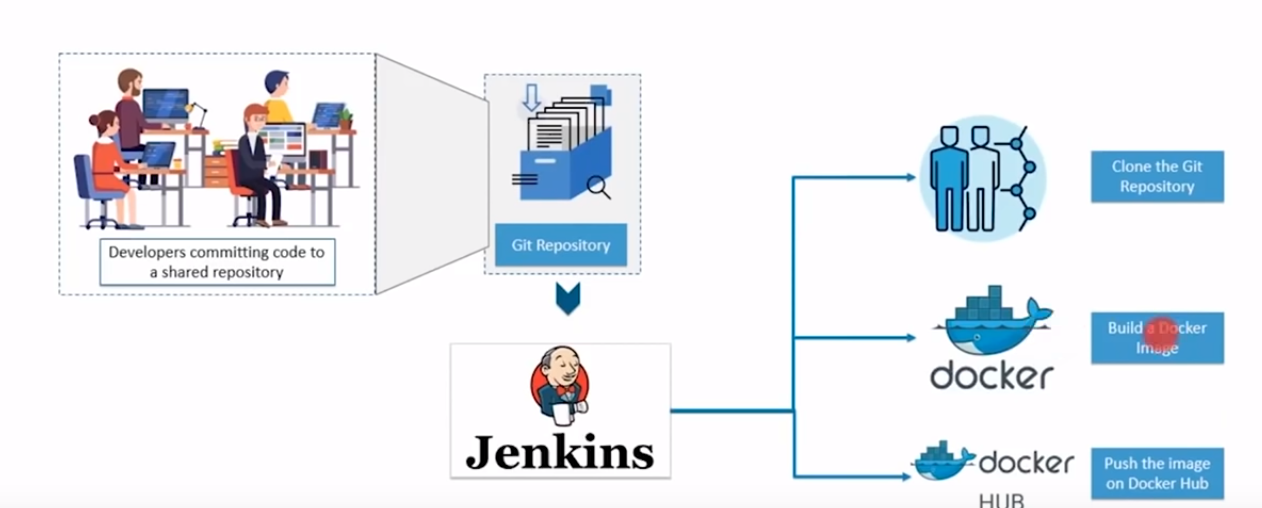 Developers committing code to
a shared repository
Git Repository
Jenkins
Clone the Git
Repository
docker
Build a Docker
Image
docker
HUB
Push the image
on Docker Hub